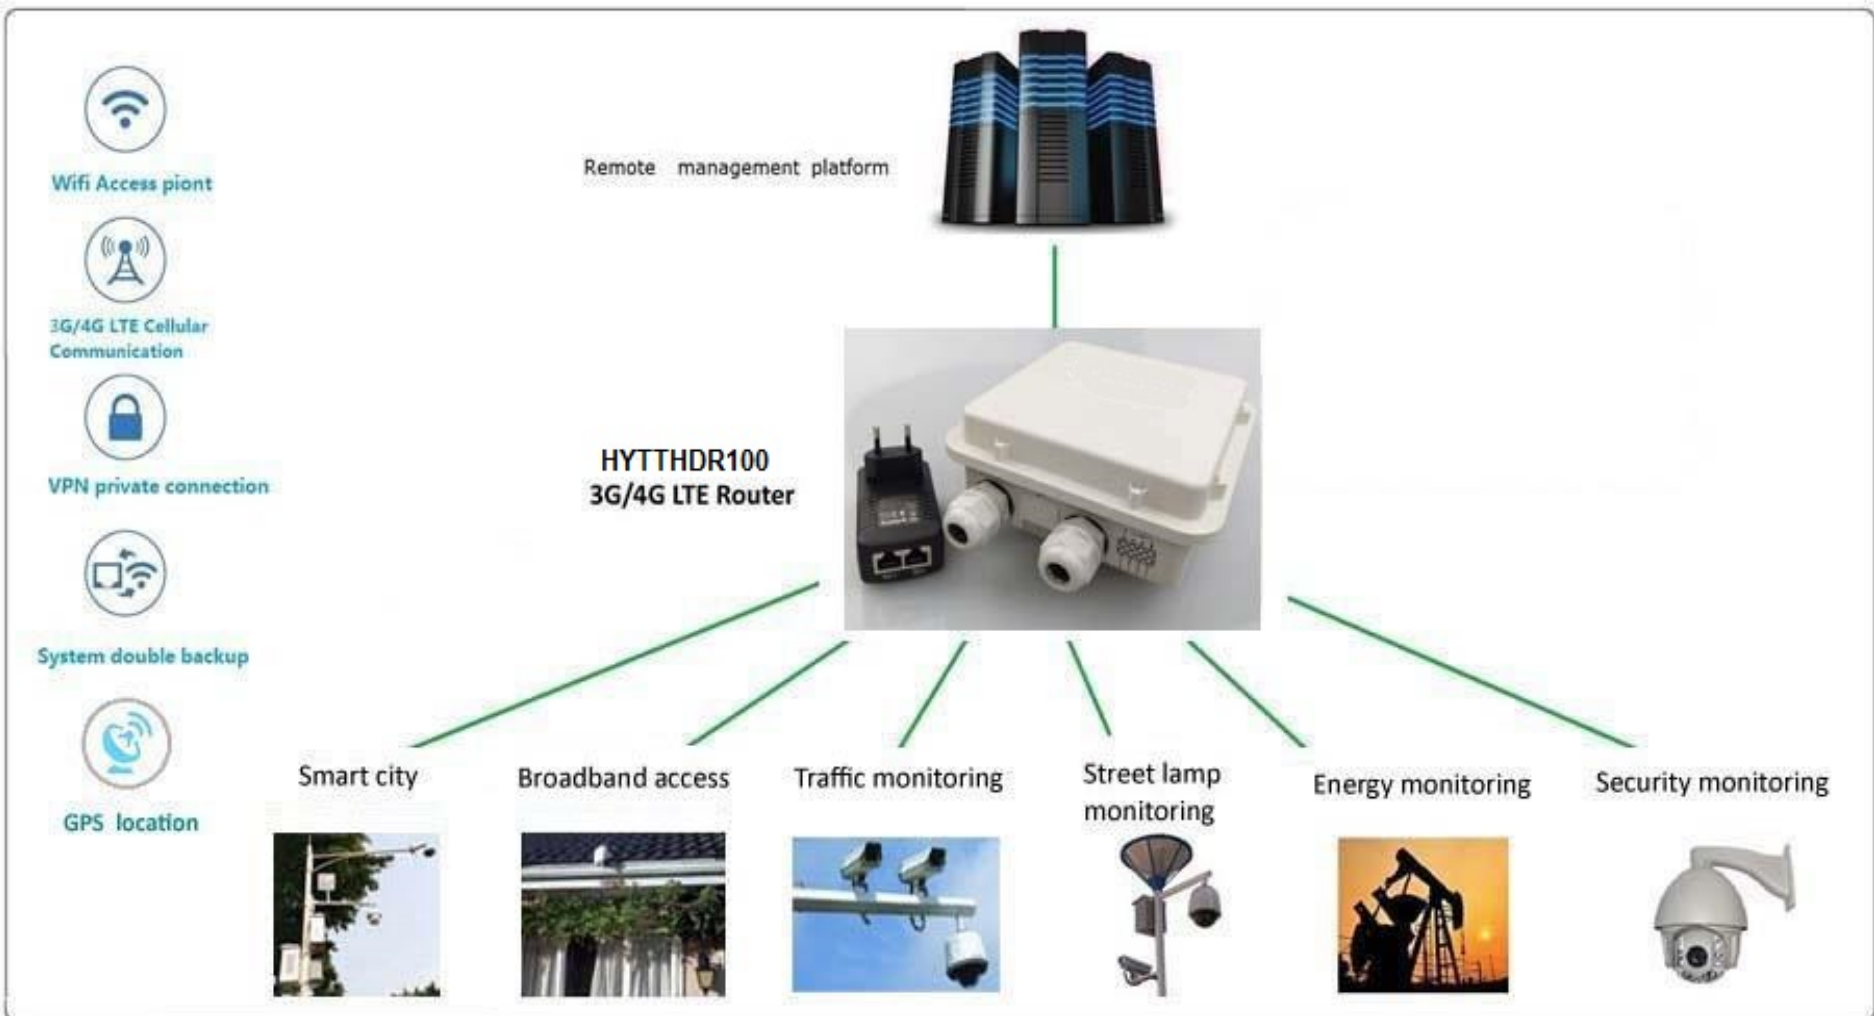 Wifi Access piont
3G/4G LTE Cellular
Communication
VPN private connection
System double backup
GPS location
Remote management platform
HYTTHDR100
3G/4G LTE Router
Smart city
Broadband access
Traffic monitoring
Street lamp
monitoring
Energy monitoring
Security monitoring